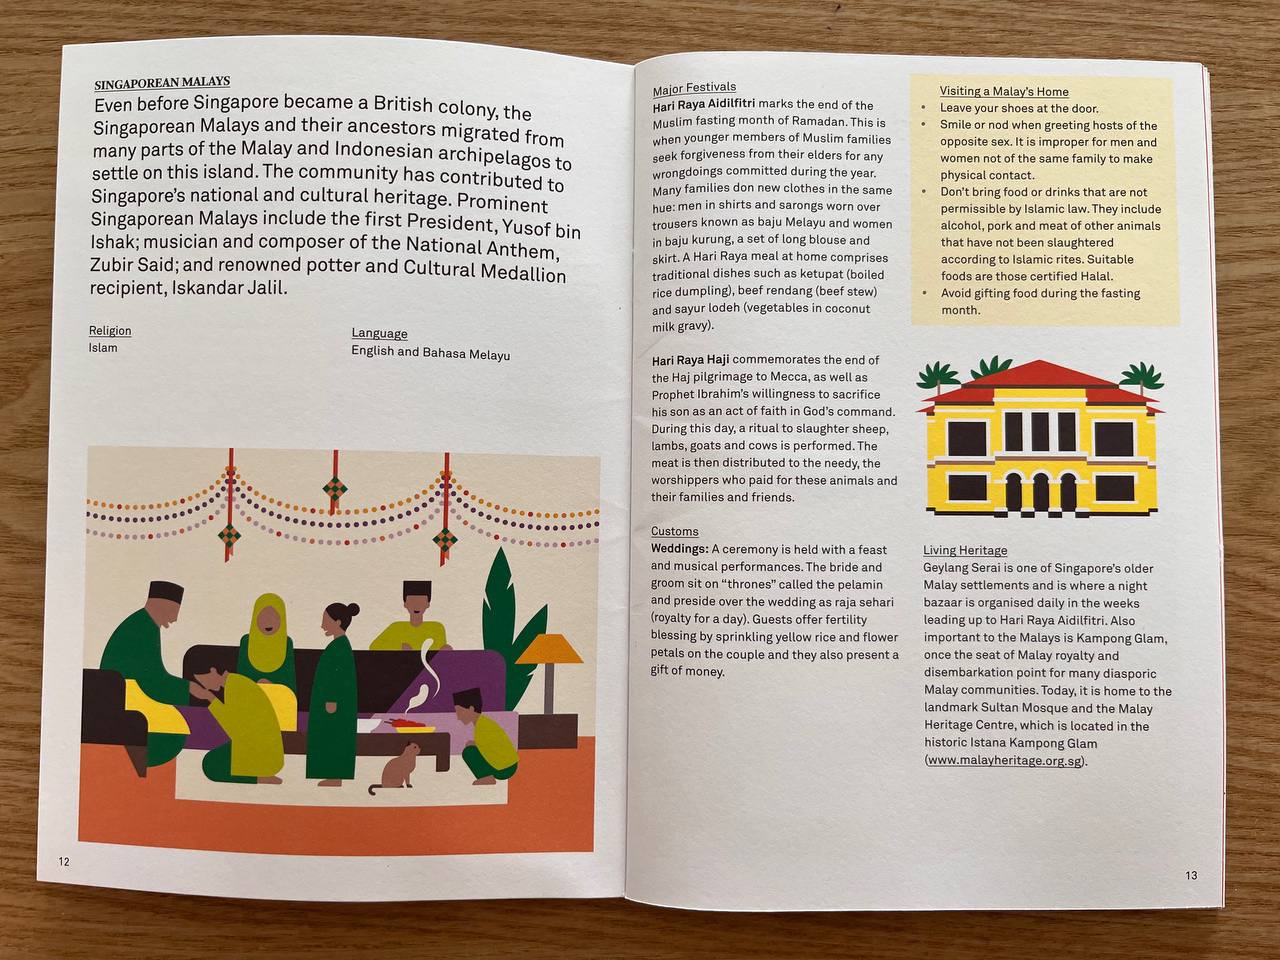 SINGAPOREAN MALAYS
Even before Singapore became a British colony, the
Singaporean Malays and their ancestors migrated from
many parts of the Malay and Indonesian archipelagos to
settle on this island. The community has contributed to
Singapore's national and cultural heritage. Prominent
Singaporean Malays include the first President, Yusof bin
Ishak; musician and composer of the National Anthem,
Zubir Said; and renowned potter and Cultural Medallion
recipient, Iskandar Jalil.
Religion
Islam
Language
English and Bahasa Melayu
12
Major Festivals
Hari Raya Aidilfitri marks the end of the
Muslim fasting month of Ramadan. This is
when younger members of Muslim families
seek forgiveness from their elders for any
wrongdoings committed during the year.
Many families don new clothes in the same
hue: men in shirts and sarongs worn over
trousers known as baju Melayu and women
in baju kurung, a set of long blouse and
skirt. A Hari Raya meal at home comprises
traditional dishes such as ketupat (boiled
rice dumpling), beef rendang (beef stew)
and sayur lodeh (vegetables in coconut
milk gravy).
Hari Raya Haji commemorates the end of
the Haj pilgrimage to Mecca, as well as
Prophet Ibrahim's willingness to sacrifice
his son as an act of faith in God's command.
During this day, a ritual to slaughter sheep,
lambs, goats and cows is performed. The
meat is then distributed to the needy, the
worshippers who paid for these animals and
their families and friends.
Customs
Weddings: A ceremony is held with a feast
and musical performances. The bride and
groom sit on "thrones" called the pelamin
and preside over the wedding as raja sehari
(royalty for a day). Guests offer fertility
blessing by sprinkling yellow rice and flower
petals on the couple and they also present a
gift of money.
Visiting a Malay's Home
• Leave your shoes at the door.
• Smile or nod when greeting hosts of the
opposite sex. It is improper for men and
women not of the same family to make
physical contact.
• Don't bring food or drinks that are not
permissible by Islamic law. They include
alcohol, pork and meat of other animals
that have not been slaughtered
according to Islamic rites. Suitable
foods are those certified Halal.
• Avoid gifting food during the fasting
month.
Living Heritage
Geylang Serai is one of Singapore's older
Malay settlements and is where a night
bazaar is organised daily in the weeks
leading up to Hari Raya Aidilfitri. Also
important to the Malays is Kampong Glam,
once the seat of Malay royalty and
disembarkation point for many diasporic
Malay communities. Today, it is home to the
landmark Sultan Mosque and the Malay
Heritage Centre, which is located in the
historic Istana Kampong Glam
(www.malayheritage.org.sg).
13